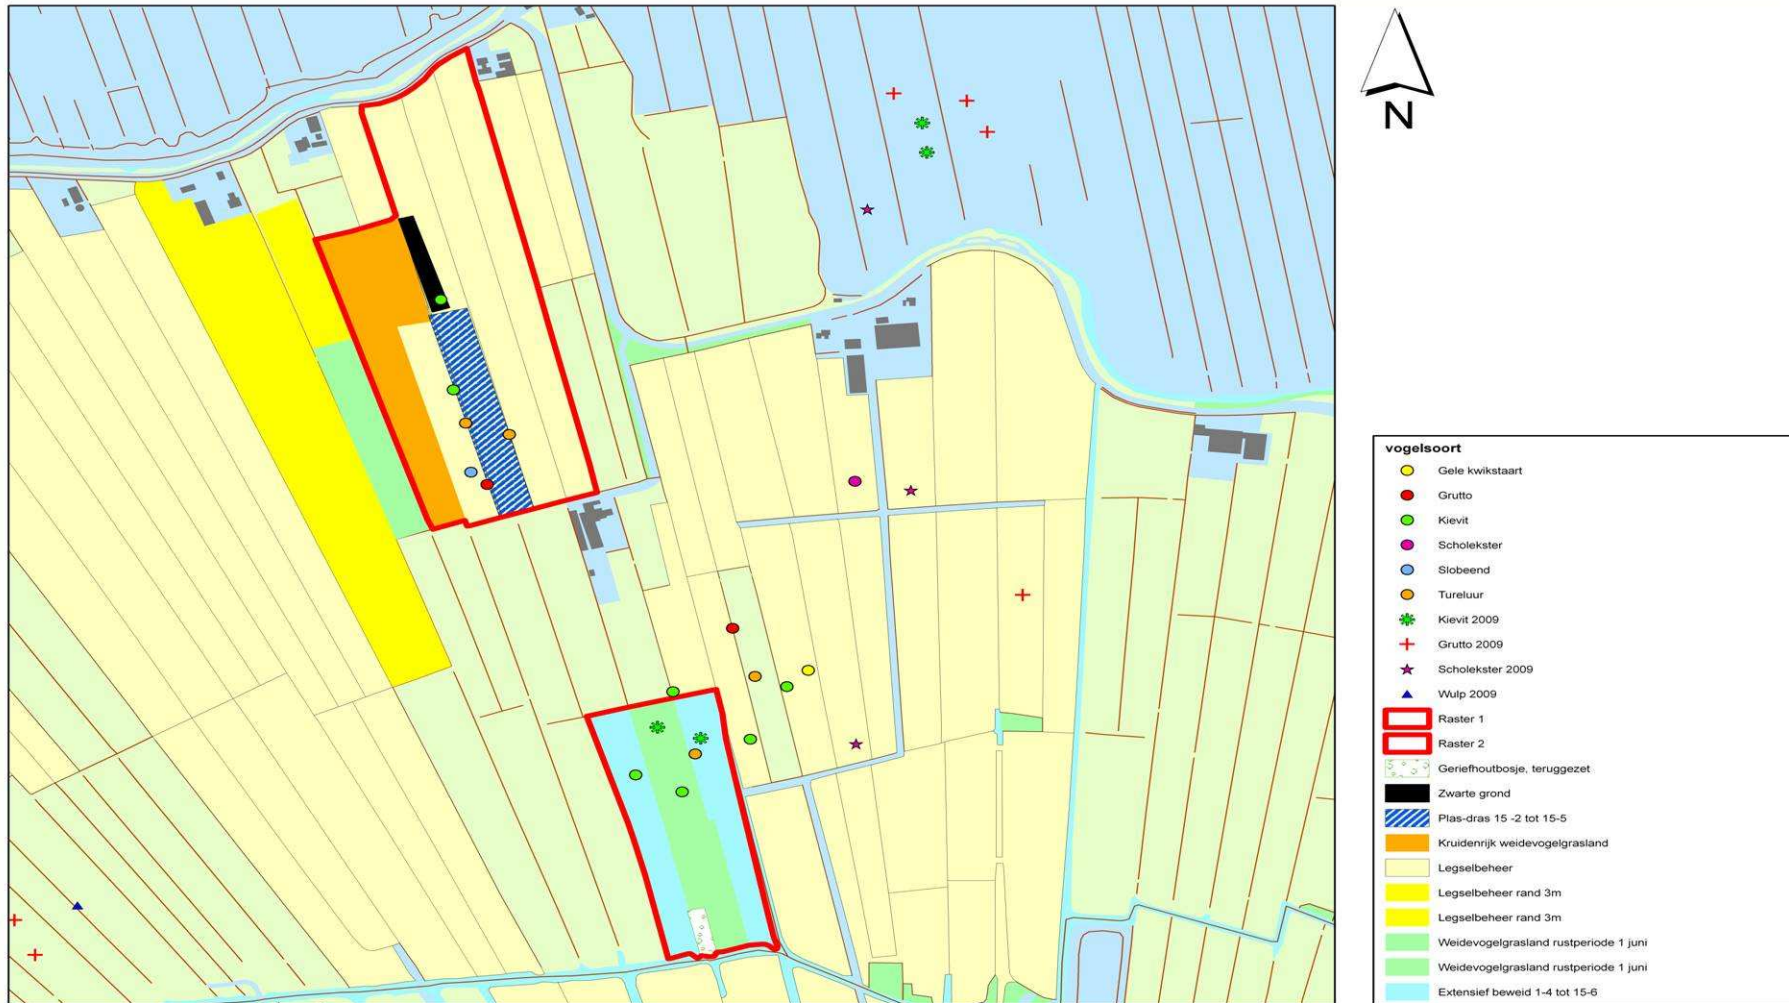 N
vogelsoort
Gele kwikstaart
Grutto
Kievit
Scholekster
Slobeend
Tureluur
Kievit 2009
Grutto 2009
Scholekster 2009
Wulp 2009
Raster 1
Raster 2
Geriefhoutbosje, teruggezet
Zwarte grond
Plas-dras 15 -2 tot 15-5
Kruidenrijk weidevogelgrasland
Legselbeheer
Legselbeheer rand 3m
Legselbeheer rand 3m
Weidevogelgrasland rustperiode 1 juni
Weidevogelgrasland rustperiode 1 juni
Extensief beweid 1-4 tot 15-6